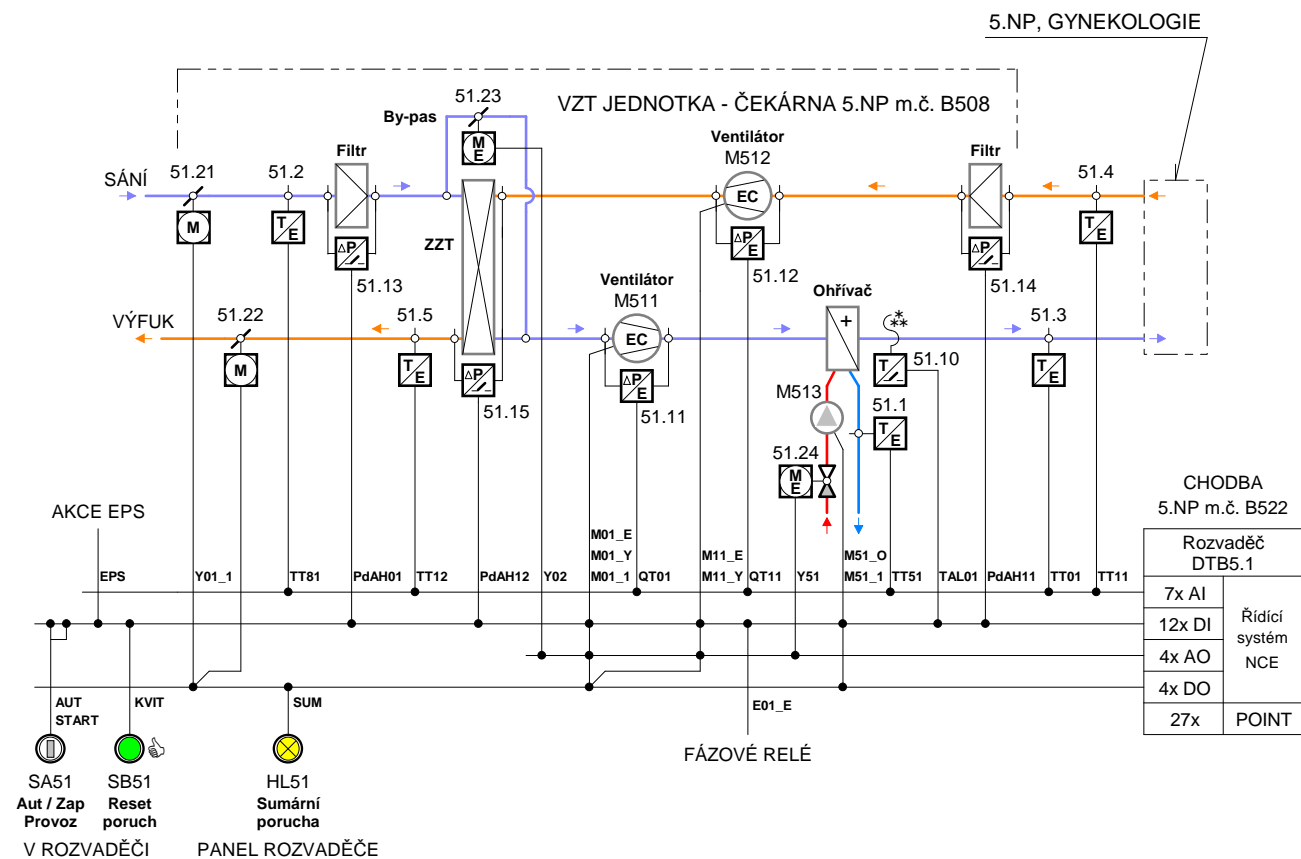 5.NP, GYNEKOLOGIE
VZT JEDNOTKA - ČEKÁRNA 5.NP m.č. B508
By-pas
51.23
M
E
Ventilátor
M512
EC
Filtr
Filtr
SÁNÍ
51.21
51.2
51.4
M
T
E
ΔP
51.13
ZZT
ΔP
E
51.12
ΔP
51.14
T
E
Ventilátor
M511
EC
Ohřívač
+
VÝFUK
51.22
51.5
51.3
M
T
E
ΔP
51.15
ΔP
E
51.11
T
51.10
T
E
M513
51.1
T
E
51.24
M
E
CHODBA
5.NP m.č. B522
AKCE EPS
Rozvaděč
DTB5.1
M01_E
M01_Y
M01_1
M11_E
M11_Y
M51_O
M51_1
EPS
Y01_1
TT81
PdAH01
TT12
PdAH12
Y02
QT01
QT11
Y51
TT51
TAL01
PdAH11
TT01
TT11
7x AI
12x DI
4x AO
4x DO
Řídící
systém
NCE
27x
POINT
AUT
START
KVIT
SUM
E01_E
FÁZOVÉ RELÉ
SA51
Aut / Zap
Provoz
SB51
Reset
poruch
HL51
Sumární
porucha
V ROZVADĚČI
PANEL ROZVADĚČE